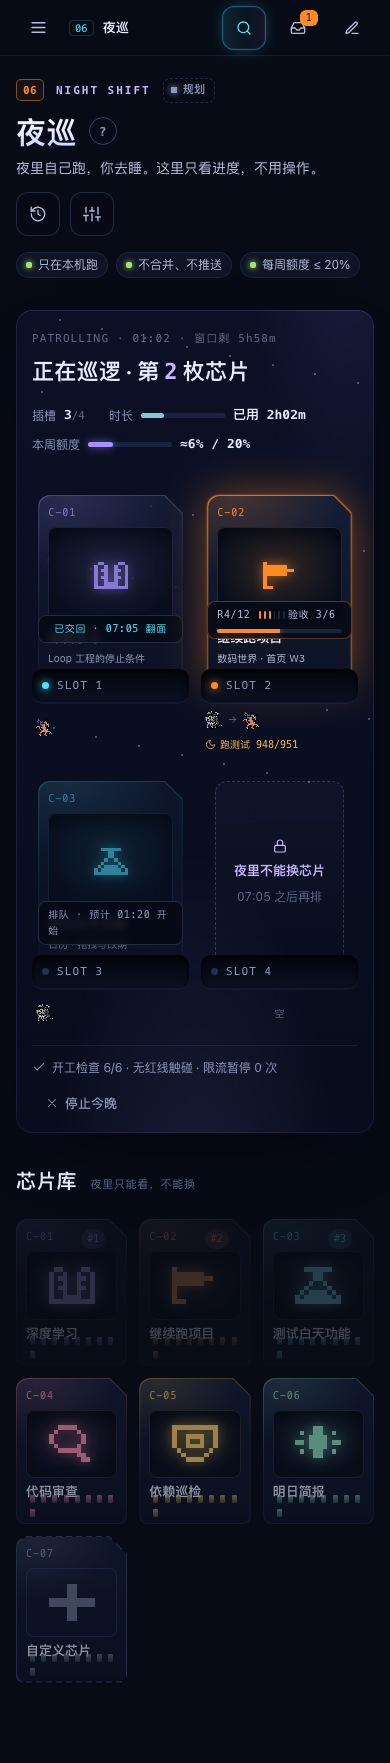 06 夜巡
1
06 NIGHT SHIFT 规划
夜巡 ?
夜里自己跑，你去睡。这里只看进度，不用操作。
只在本机跑 不合并、不推送 每周额度 ≤ 20%
PATROLLING · 01:02 · 窗口剩 5h58m
正在巡逻 · 第 2 枚芯片
插槽 3/4 时长 已用 2h02m
本周额度 ≈6% / 20%
C-01
已交回 · 07:05 翻面
Loop 工程的停止条件
SLOT 1
C-02
R4/12 验收 3/6
继续跑项目
数码世界 · 首页 W3
SLOT 2
→
跑测试 948/951
C-03
排队 · 预计 01:20 开
始
SLOT 3
夜里不能换芯片
07:05 之后再排
SLOT 4
空
开工检查 6/6 · 无红线触碰 · 限流暂停 0 次
停止今晚
芯片库 夜里只能看，不能换
C-01 #1
深度学习
C-02 #2
继续跑项目
C-03 #3
测试白天功能
C-04
代码审查
C-05
依赖巡检
C-06
明日简报
C-07
自定义芯片